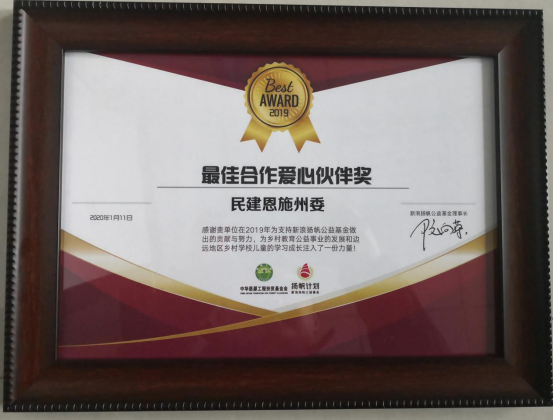 Best
AWARD
2019
最佳合作爱心伙伴奖
民建恩施州委
2020年1月11日
新浪扬帆公益基金理事长
感谢贵单位在2019年为支持新浪扬帆公益基金做
出的贡献与努力，为乡村教育公益事业的发展和边
远地区乡村学校儿童的学习成长注入了一份力量！
中华思源工程扶贫基金会
扬帆计划